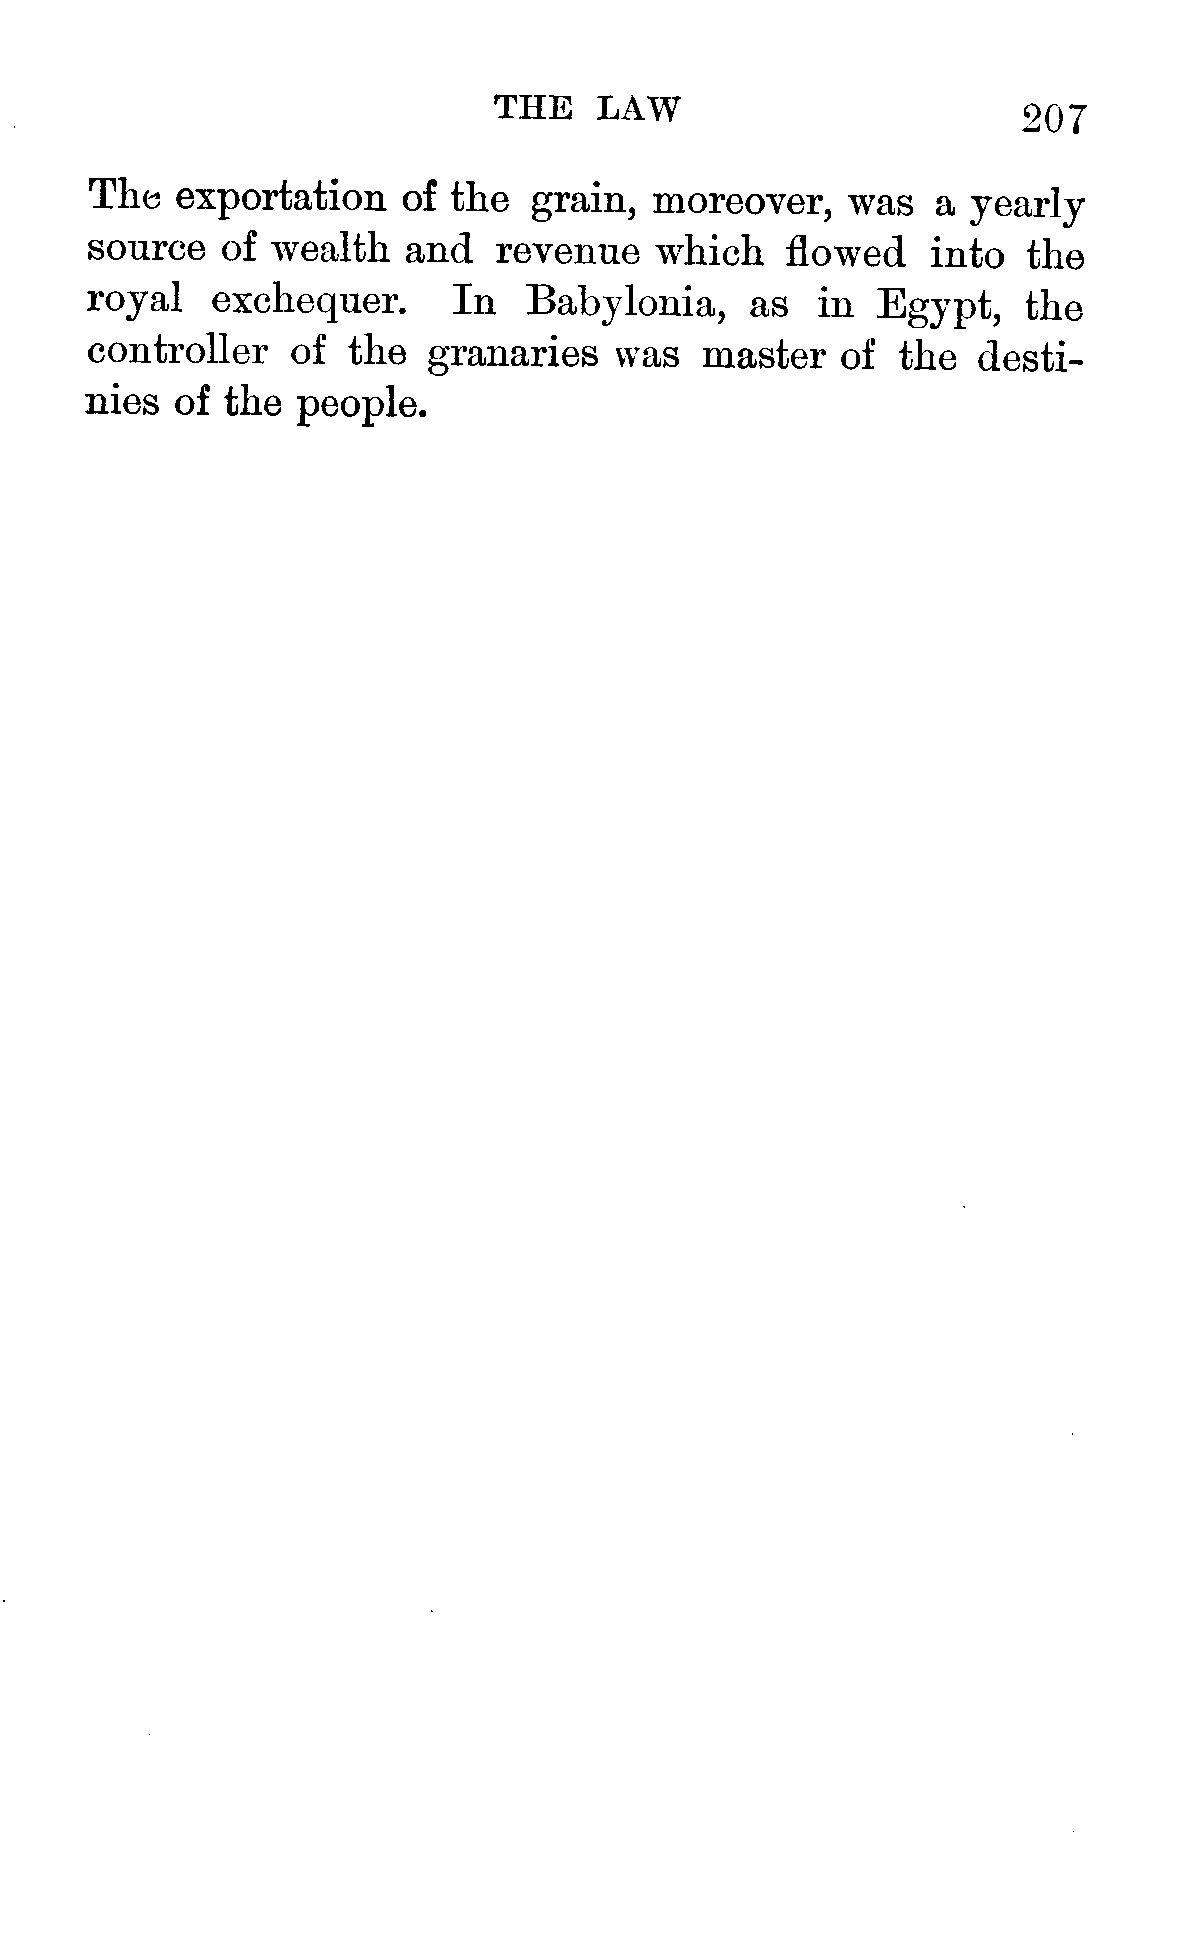 THE LAW 207
The exportation of the grain, moreover, was a yearly
source of wealth and revenue which flowed into the
royal exchequer. In Babylonia, as in Egypt, the
controller of the granaries was master of the desti-
nies of the people.